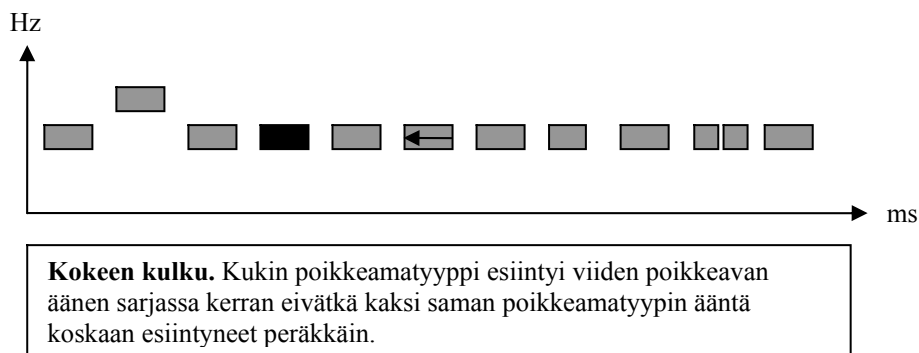 Hz
ms
Kokeen kulku. Kukin poikkeamatyyppi esiintyi viiden poikkeavan
äänen sarjassa kerran eivätkä kaksi saman poikkeamatyypin ääntä
koskaan esiintyneet peräkkäin.